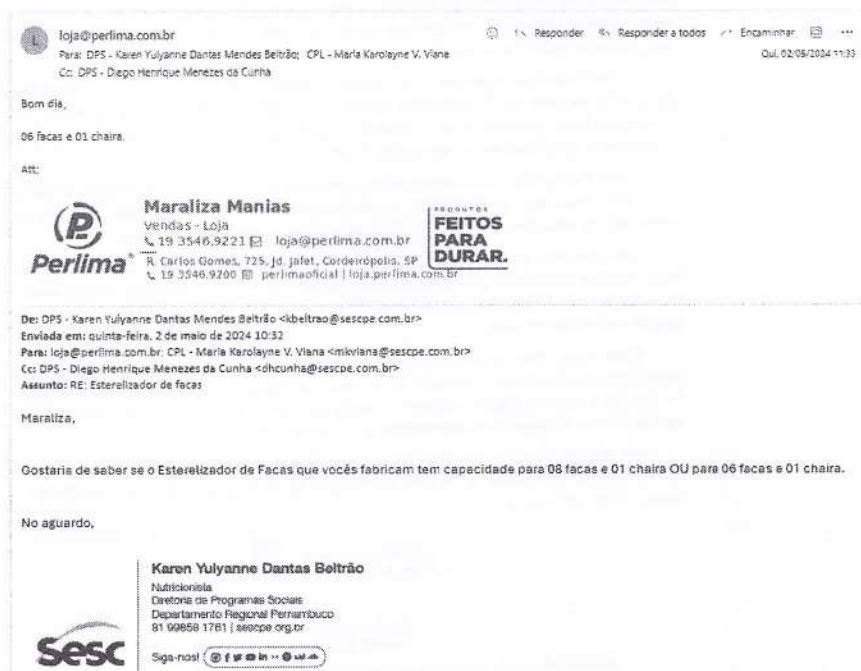 L
loja@perlima.com.br
Responder Responder a todos Encaminhar ...
Para: DPS - Karen Yulyanne Dantas Mendes Beltrão; CPL - Maria Karolayne V. Viana
Qui, 02/05/2024 11:33
Cc: DPS - Diego Henrique Menezes da Cunha
Bom dia,
06 facas e 01 chaira.
Att;
P
Perlima
Maraliza Manias
Vendas - Loja
19 3546.9221 loja@perlima.com.br
R. Carlos Gomes, 725, Jd. Jafet, Cordeirópolis, SP
19 3546.9200 perlimaoficial | loja.perlima.com.br
PRODUTOS
FEITOS
PARA
DURAR.
De: DPS - Karen Yulyanne Dantas Mendes Beltrão <kbeltrao@sescpe.com.br>
Enviada em: quinta-feira, 2 de maio de 2024 10:32
Para: loja@perlima.com.br; CPL - Maria Karolayne V. Viana <mkviana@sescpe.com.br>
Cc: DPS - Diego Henrique Menezes da Cunha <dhcunha@sescpe.com.br>
Assunto: RE: Esterelizador de facas
Maraliza,
Gostaria de saber se o Esterelizador de Facas que vocês fabricam tem capacidade para 08 facas e 01 chaira OU para 06 facas e 01 chaira.
No aguardo,
Sesc
Karen Yulyanne Dantas Beltrão
Nutricionista
Diretoria de Programas Sociais
Departamento Regional Pernambuco
81 99858 1761 | sescpe.org.br
Siga-nos!